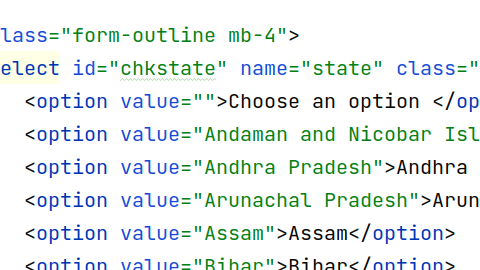 lass="form-outline mb-4">
elect id="chkstate" name="state" class="
<option value="">Choose an option </op
<option value="Andaman and Nicobar Isl
<option value="Andhra Pradesh">Andhra
<option value="Arunachal Pradesh">Arun
<option value="Assam">Assam</option>
<option value="Bihar">Bihar</option>